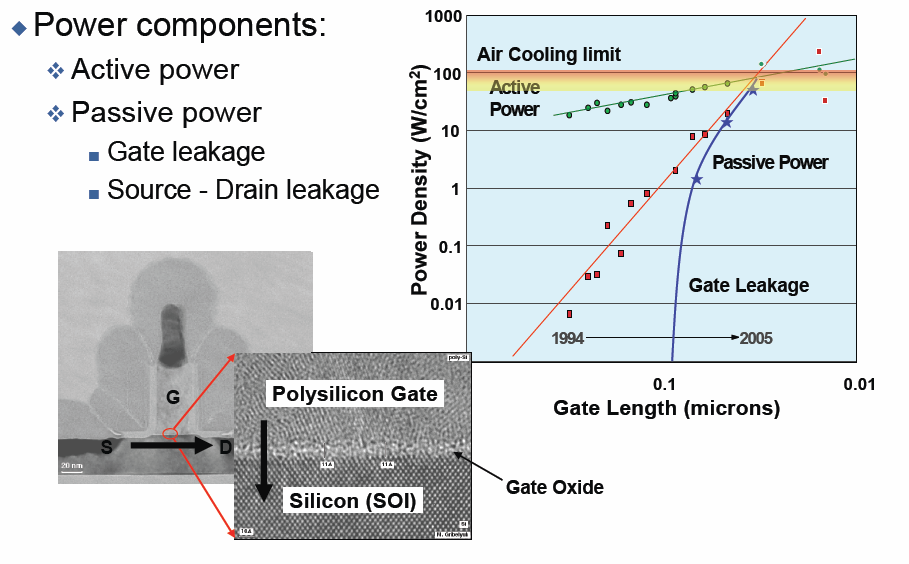 Power components:
Active power
Passive power
Gate leakage
Source - Drain leakage
1000
100
10
1
0.1
0.01
Power Density (W/cm²)
Air Cooling limit
Active
Power
Passive Power
Gate Leakage
1994
2005
0.1
0.01
Gate Length (microns)
G
S
D
20 nm
poly-Si
Polysilicon Gate
11Å
11Å
Silicon (SOI)
Si
M. Gribelyuk
Gate Oxide